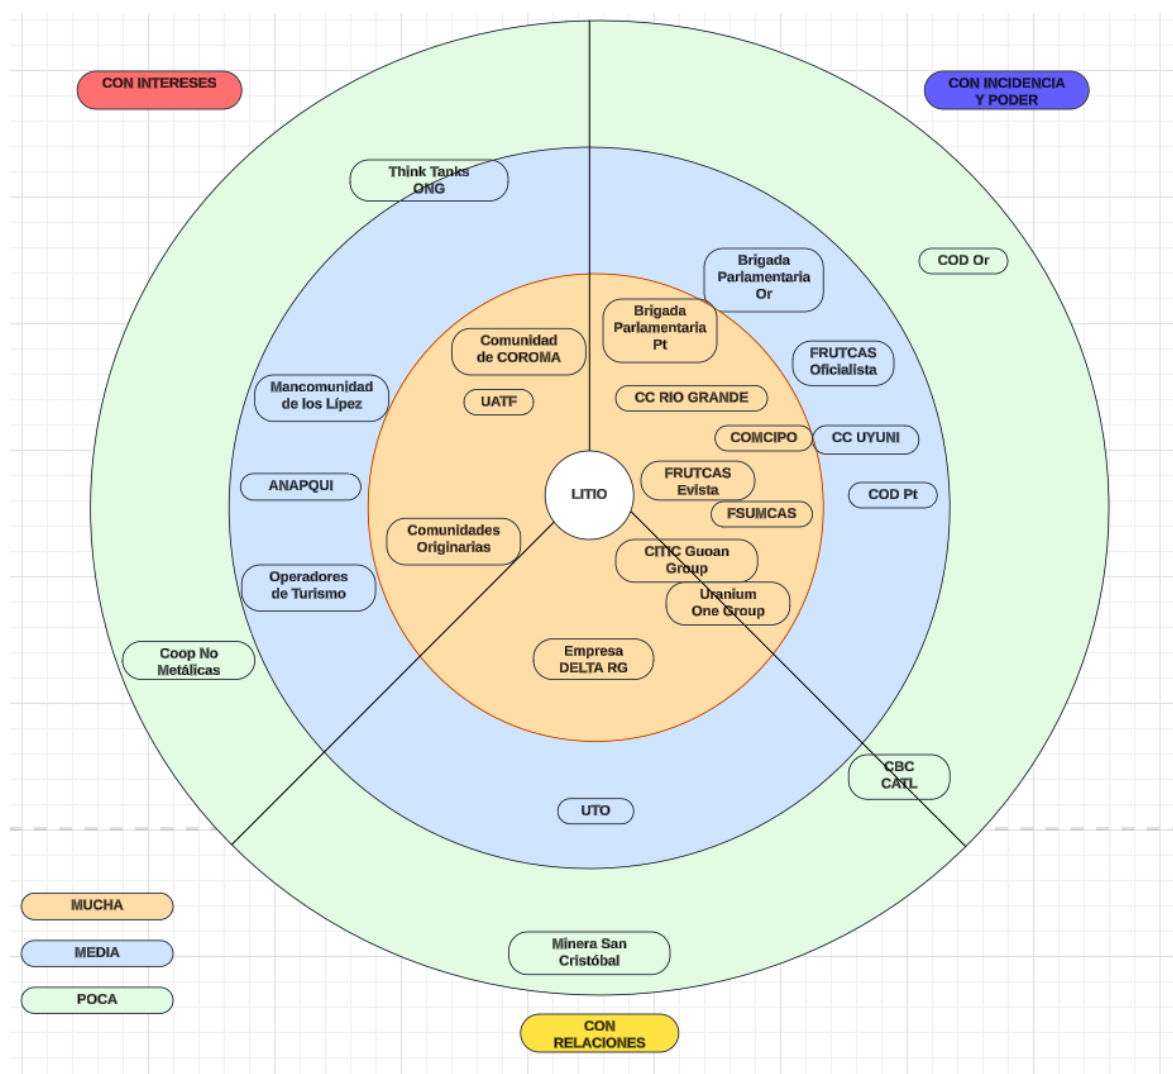 CON INTERESES
CON INCIDENCIA
Y PODER
Think Tanks
ONG
COD Or
Brigada
Parlamentaria
Or
Brigada
Parlamentaria
Pt
Comunidad
de COROMA
FRUTCAS
Oficialista
Mancomunidad
de los Lípez
UATF
CC RIO GRANDE
COMCIPO
CC UYUNI
FRUTCAS
Evista
ANAPQUI
LITIO
COD Pt
FSUMCAS
Comunidades
Originarias
CITIC Guoan
Group
Operadores
de Turismo
Uranium
One Group
Coop No
Metálicas
Empresa
DELTA RG
CBC
CATL
UTO
MUCHA
MEDIA
POCA
Minera San
Cristóbal
CON
RELACIONES